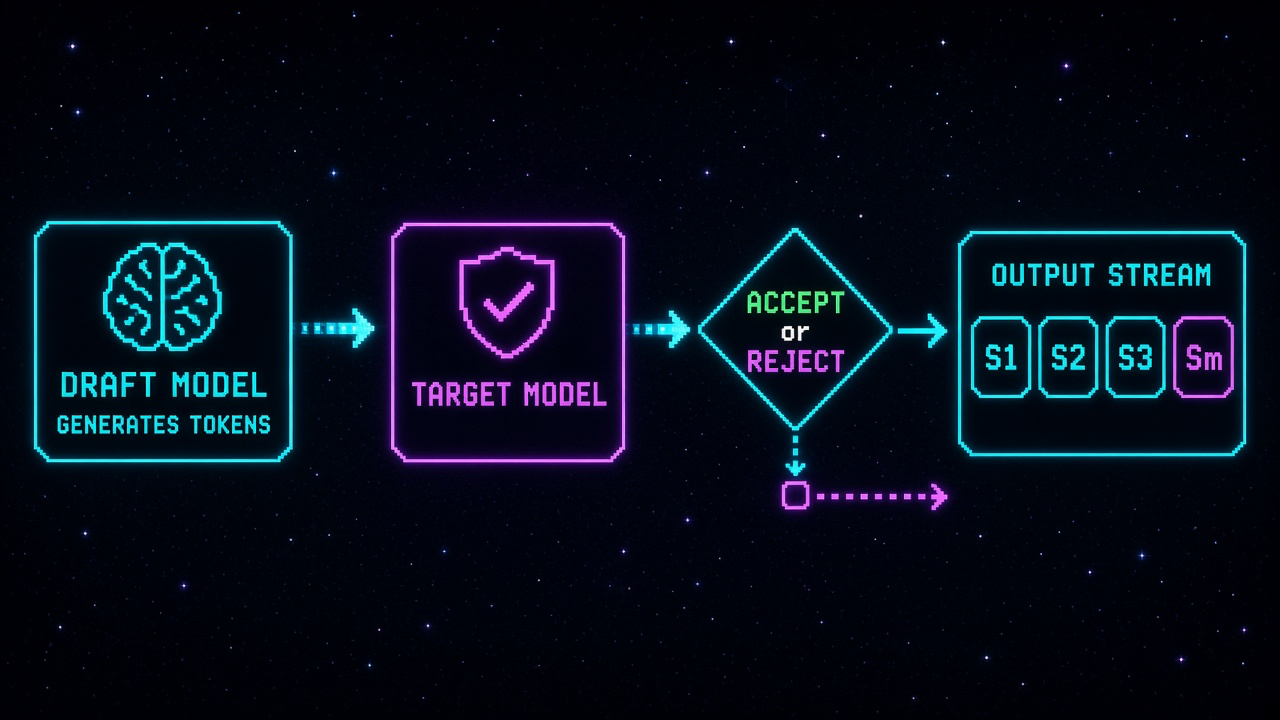 DRAFT MODEL
GENERATES TOKENS
TARGET MODEL
ACCEPT
or
REJECT
OUTPUT STREAM
S1 S2 S3 Sm